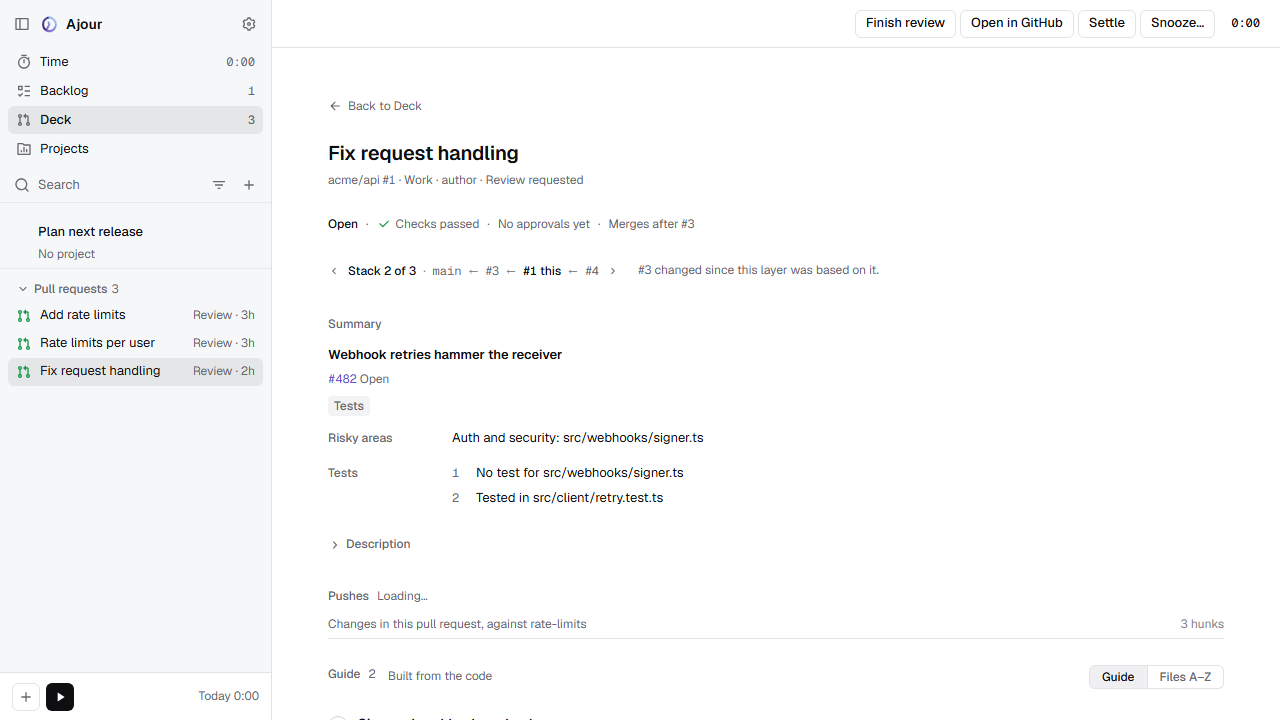 Ajour
Time 0:00
Backlog 1
Deck 3
Projects
Search
Plan next release
No project
Pull requests 3
Add rate limits Review · 3h
Rate limits per user Review · 3h
Fix request handling Review · 2h
Today 0:00
Finish review Open in GitHub Settle Snooze… 0:00
← Back to Deck
Fix request handling
acme/api #1 · Work · author · Review requested
Open · ✓ Checks passed · No approvals yet · Merges after #3
‹ Stack 2 of 3 · main ← #3 ← #1 this ← #4 › #3 changed since this layer was based on it.
Summary
Webhook retries hammer the receiver
#482 Open
Tests
Risky areas Auth and security: src/webhooks/signer.ts
Tests 1 No test for src/webhooks/signer.ts
2 Tested in src/client/retry.test.ts
Description
Pushes Loading…
Changes in this pull request, against rate-limits 3 hunks
Guide 2 Built from the code Guide Files A–Z